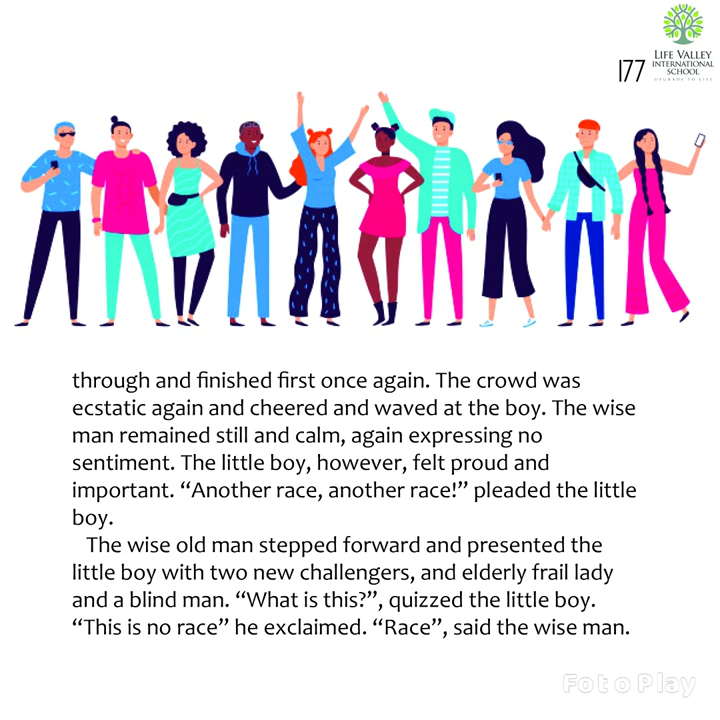 LIFE VALLEY
177 INTERNATIONAL
SCHOOL
UPGRADE TO LIFE
through and finished first once again. The crowd was
ecstatic again and cheered and waved at the boy. The wise
man remained still and calm, again expressing no
sentiment. The little boy, however, felt proud and
important. “Another race, another race!” pleaded the little
boy.
The wise old man stepped forward and presented the
little boy with two new challengers, and elderly frail lady
and a blind man. “What is this?”, quizzed the little boy.
“This is no race” he exclaimed. “Race”, said the wise man.
Foto Play